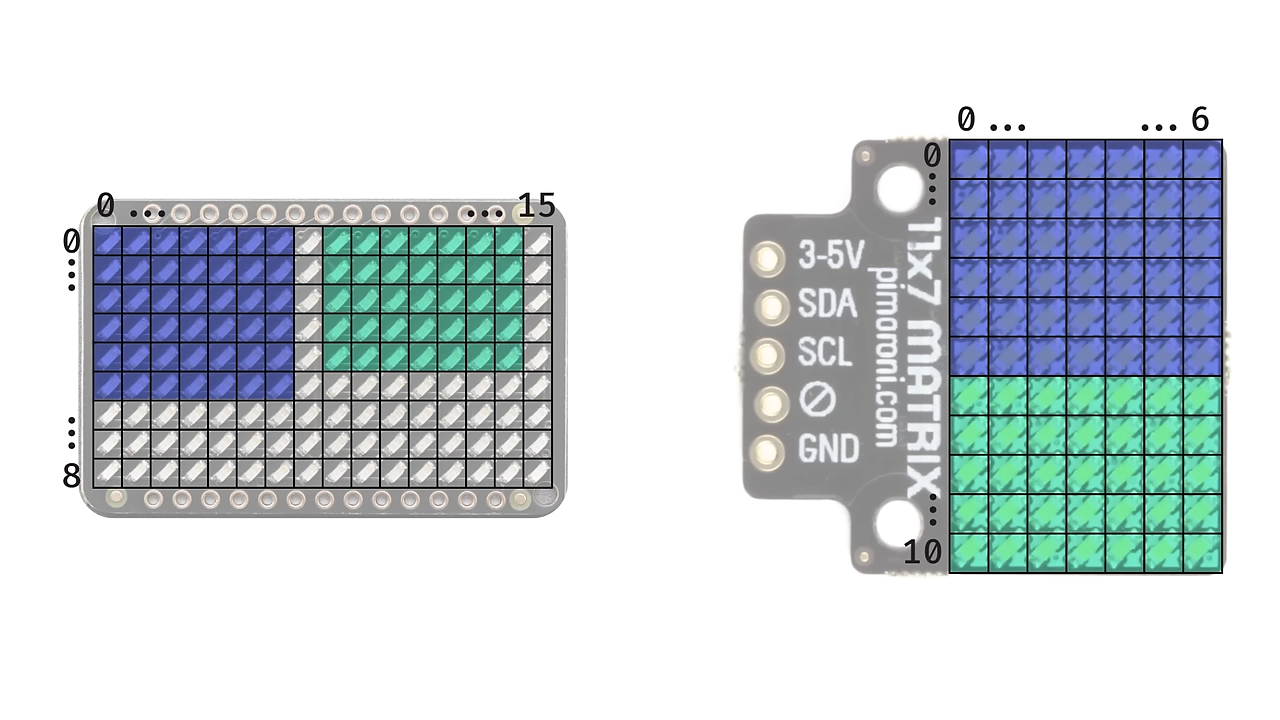 0 ... ... 15
0
⋮
⋮
8
0 ... ... 6
0
⋮
⋮
10
3-5V
SDA
SCL
⊘
GND
pimoroni.com
11x7 MATRIX